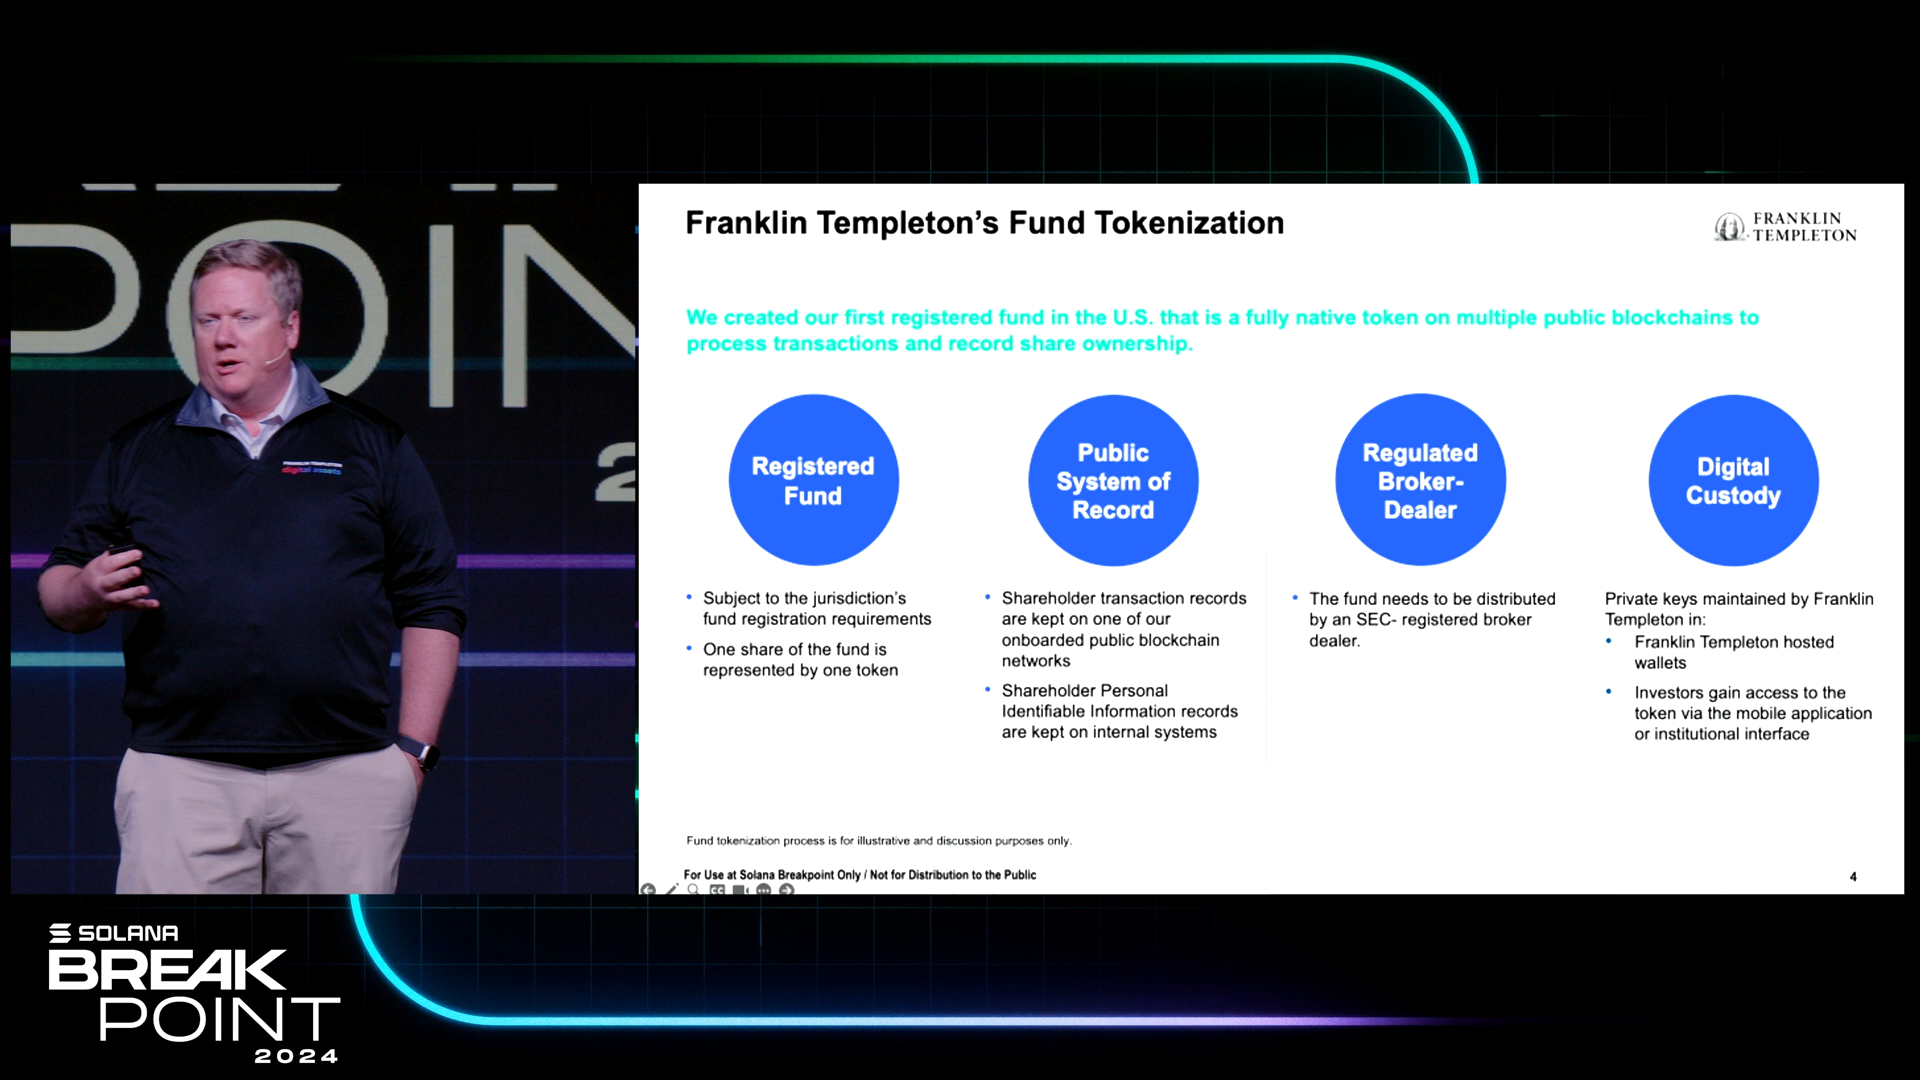 POIN
2
FRANKLIN TEMPLETON
digital assets
Franklin Templeton’s Fund Tokenization
FRANKLIN
TEMPLETON
We created our first registered fund in the U.S. that is a fully native token on multiple public blockchains to
process transactions and record share ownership.
Registered
Fund
• Subject to the jurisdiction’s
fund registration requirements
• One share of the fund is
represented by one token
Public
System of
Record
• Shareholder transaction records
are kept on one of our
onboarded public blockchain
networks
• Shareholder Personal
Identifiable Information records
are kept on internal systems
Regulated
Broker-
Dealer
• The fund needs to be distributed
by an SEC- registered broker
dealer.
Digital
Custody
Private keys maintained by Franklin
Templeton in:
• Franklin Templeton hosted
wallets
• Investors gain access to the
token via the mobile application
or institutional interface
Fund tokenization process is for illustrative and discussion purposes only.
For Use at Solana Breakpoint Only / Not for Distribution to the Public
4
CC
SOLANA
BREAK
POINT
2024